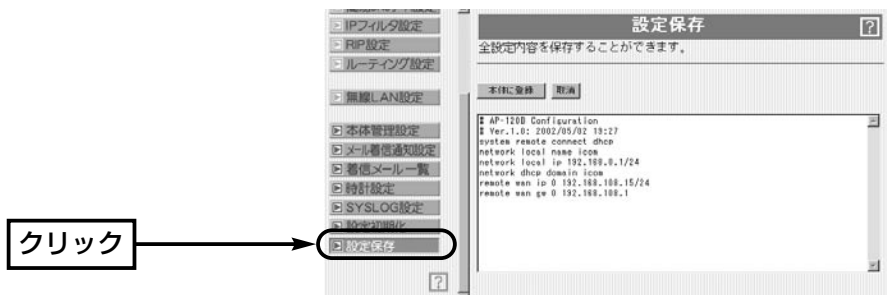 IPフィルタ設定
RIP設定
ルーティング設定
無線LAN設定
本体管理設定
メール着信通知設定
着信メール一覧
時計設定
SYSLOG設定
設定初期化
クリック
設定保存
?
設定保存
?
全設定内容を保存することができます。
本体に登録 取消
# AP-120B Configuration
# Ver.1.0: 2002/05/02 13:27
system remote connect dhcp
network local name icom
network local ip 192.168.0.1/24
network dhcp domain icom
remote wan ip 0 192.168.108.15/24
remote wan gw 0 192.168.108.1